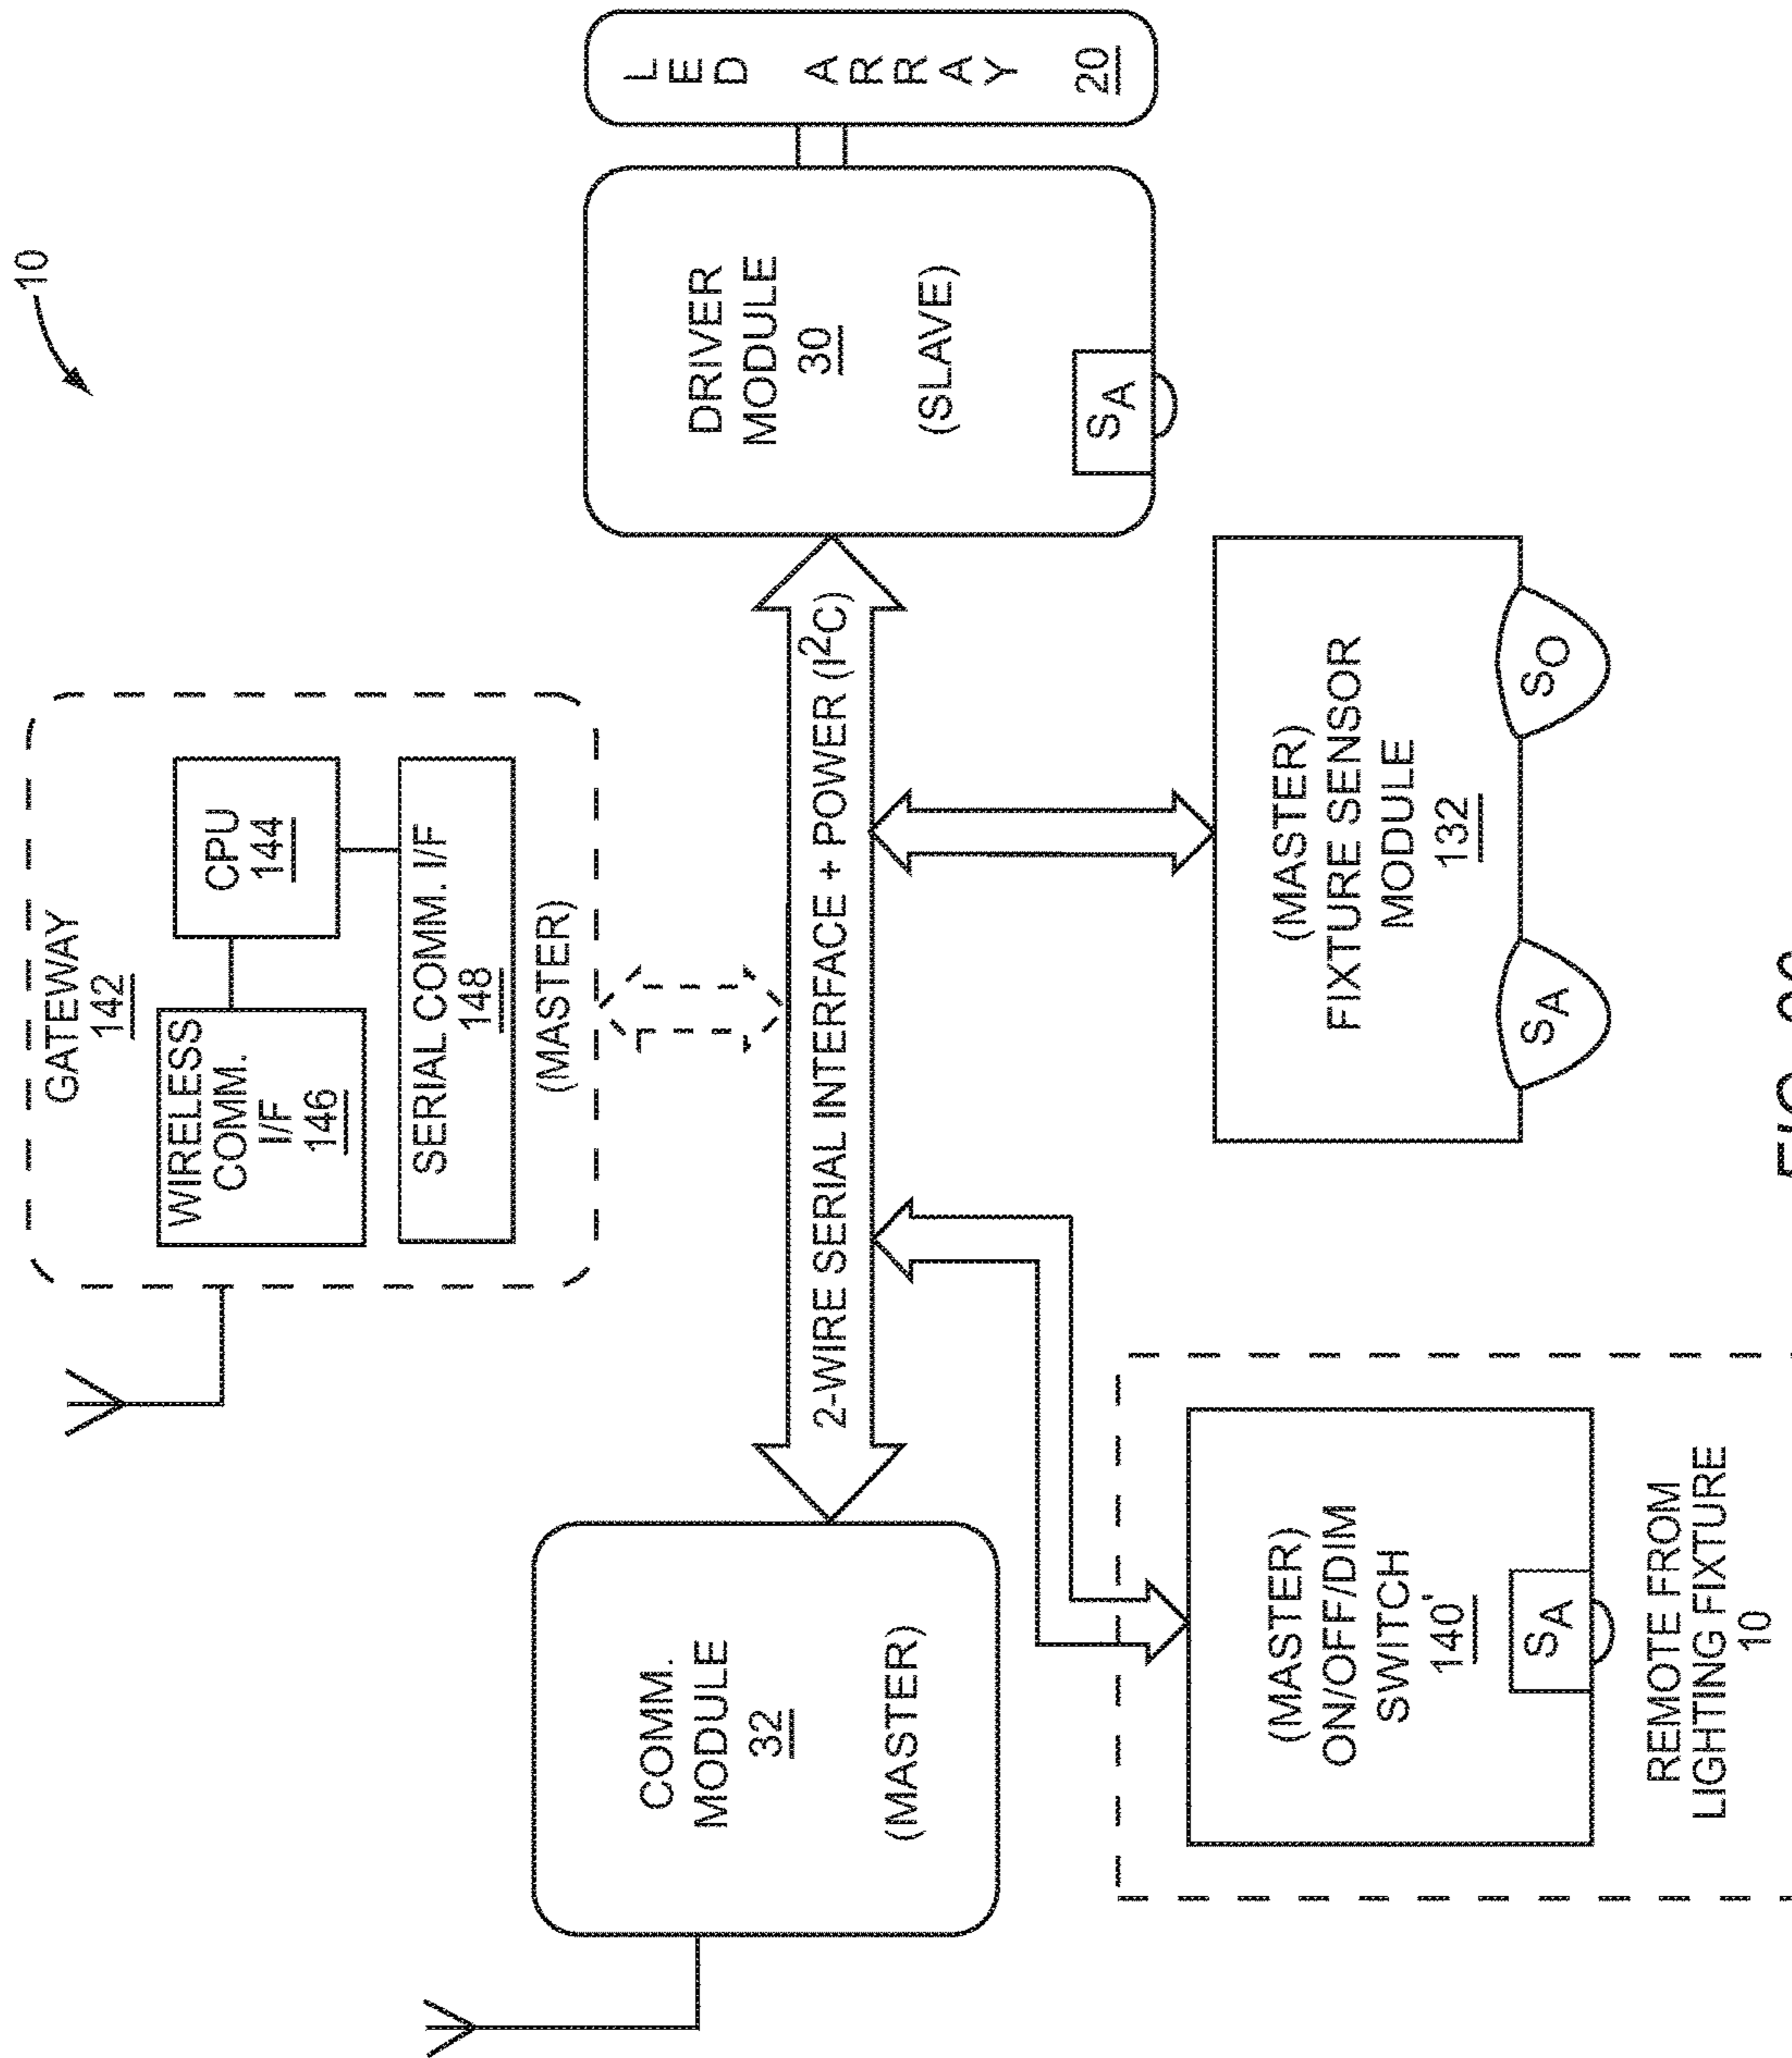 10
GATEWAY
142
WIRELESS
COMM.
I/F
146
CPU
144
SERIAL COMM. I/F
148
(MASTER)
COMM.
MODULE
32
(MASTER)
2-WIRE SERIAL INTERFACE + POWER (I²C)
DRIVER
MODULE
30
(SLAVE)
SA
LED ARRAY 20
(MASTER)
ON/OFF/DIM
SWITCH
140'
SA
REMOTE FROM
LIGHTING FIXTURE
10
(MASTER)
FIXTURE SENSOR
MODULE
132
SA
SO
FIG.